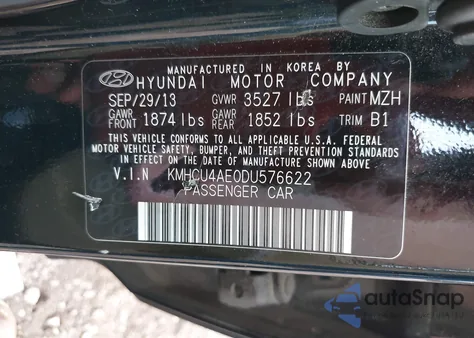 MANUFACTURED IN KOREA BY
HYUNDAI MOTOR COMPANY
SEP/29/13 GVWR 3527 lbs PAINT MZH
GAWR FRONT 1874 lbs GAWR REAR 1852 lbs TRIM B1
THIS VEHICLE CONFORMS TO ALL APPLICABLE U.S.A. FEDERAL
MOTOR VEHICLE SAFETY, BUMPER, AND THEFT PREVENTION
STANDARDS IN EFFECT ON THE DATE OF MANUFACTURE SHOWN ABOVE.
V.I.N KMHCU4AE0DU576622
PASSENGER CAR
autoSnap